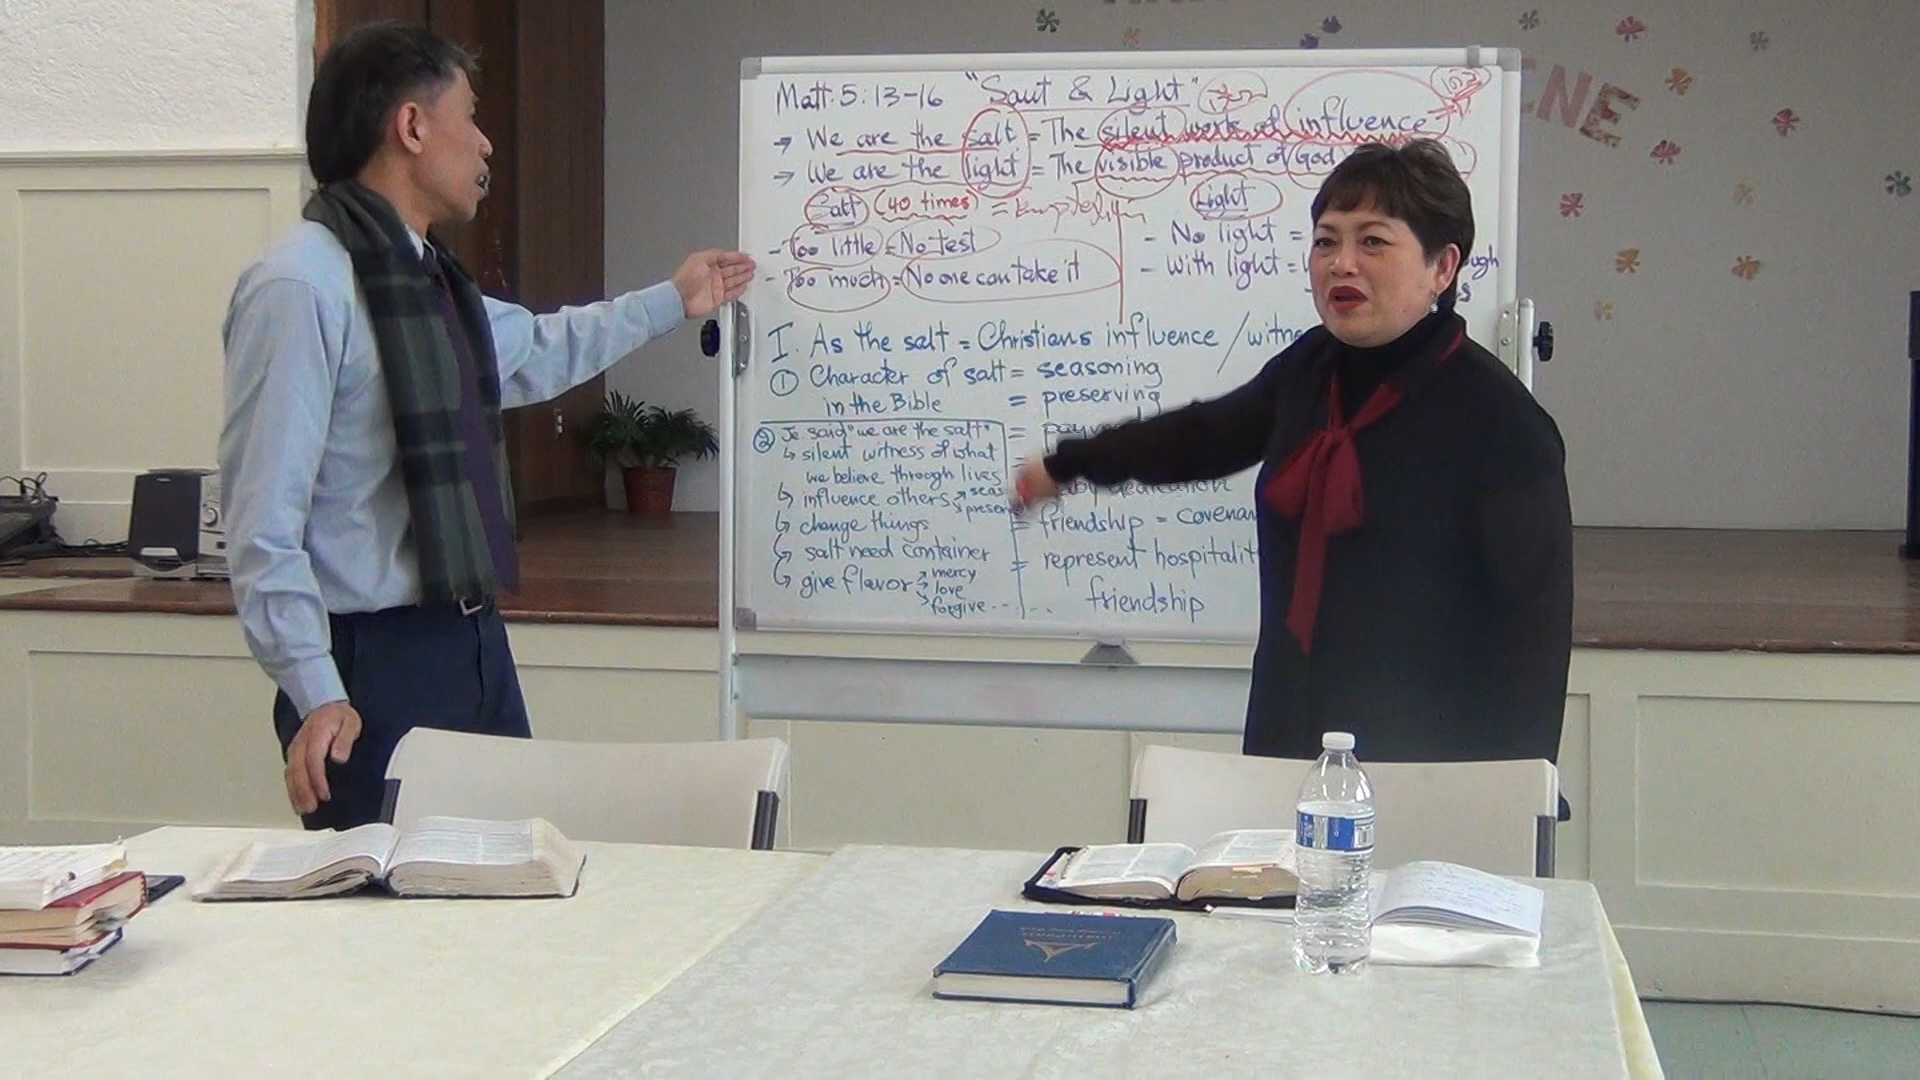 Matt. 5:13-16 "Saut & Light"
→ We are the salt = The silent works of influence
→ We are the light = The visible product of God
Salt (40 times) =
Light
- Too little = No test
- No light =
- Too much = No one can take it
- With light =
I. As the salt = Christians influence / witne
① Character of salt = seasoning
in the Bible = preserving
② Je. said "we are the salt" =
↳ silent witness of what
we believe through lives
↳ influence others
↳ change things
= friendship = covenan
↳ salt need container
= represent hospitalit
friendship
↳ give flavor → mercy
→ love
→ forgive...
CNE